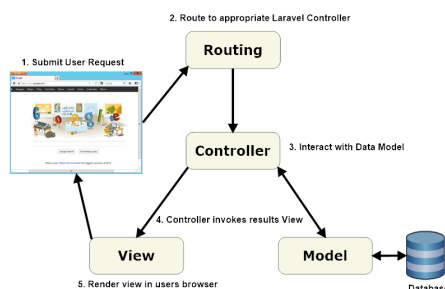 2. Route to appropriate Laravel Controller
Routing
1. Submit User Request
Controller
3. Interact with Data Model
4. Controller invokes results View
View
Model
5. Render view in users browser
Database